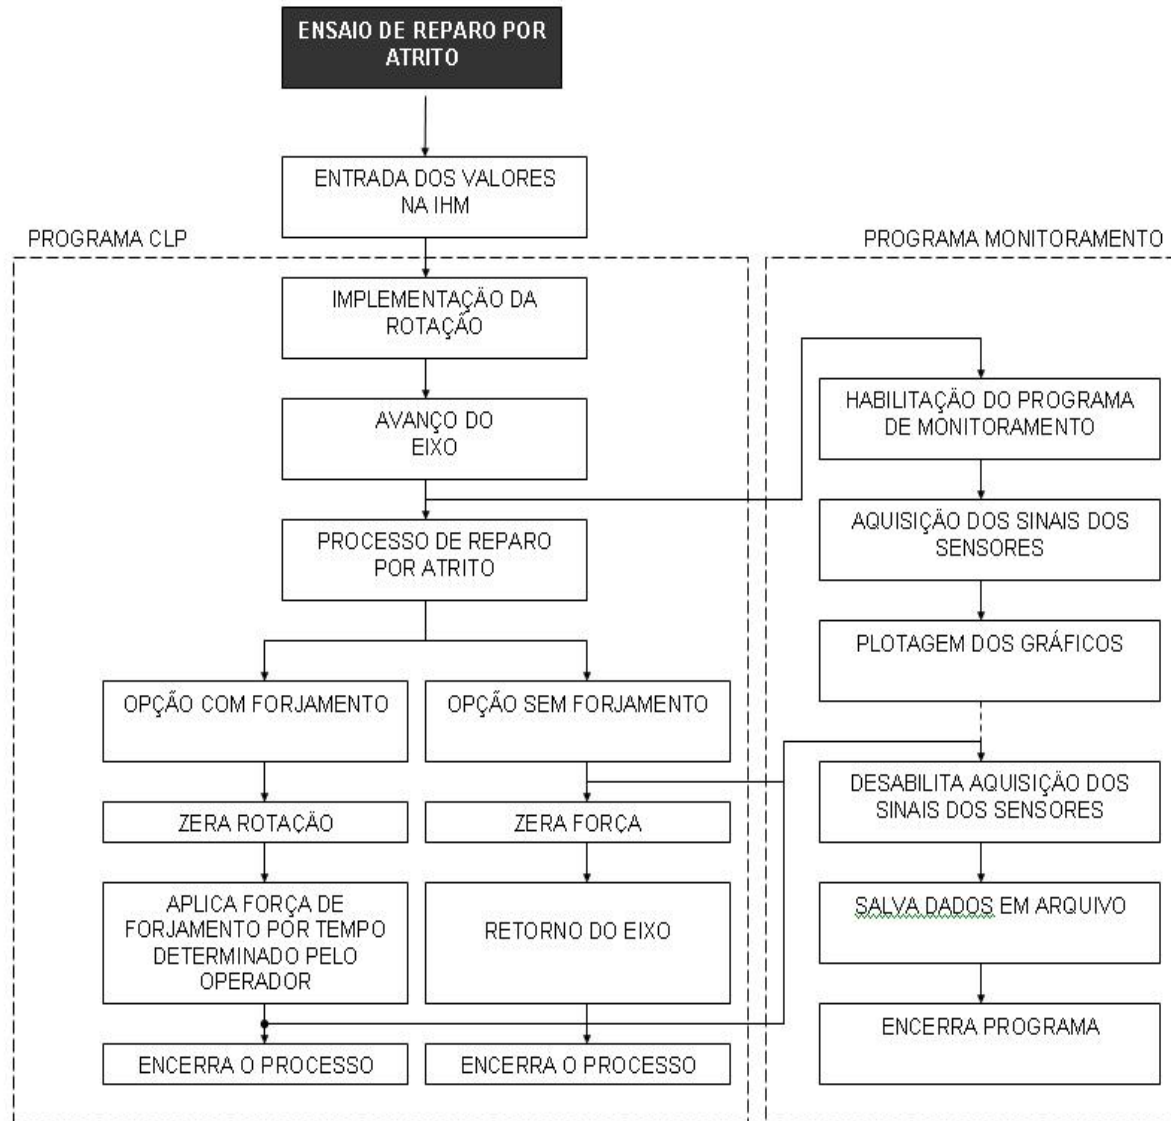 ENSAIO DE REPARO POR
ATRITO
ENTRADA DOS VALORES
NA IHM
PROGRAMA CLP
PROGRAMA MONITORAMENTO
IMPLEMENTAÇÃO DA
ROTAÇÃO
AVANÇO DO
EIXO
PROCESSO DE REPARO
POR ATRITO
OPÇÃO COM FORJAMENTO
OPÇÃO SEM FORJAMENTO
ZERA ROTAÇÃO
ZERA FORÇA
APLICA FORÇA DE
FORJAMENTO POR TEMPO
DETERMINADO PELO
OPERADOR
RETORNO DO EIXO
ENCERRA O PROCESSO
ENCERRA O PROCESSO
HABILITAÇÃO DO PROGRAMA
DE MONITORAMENTO
AQUISIÇÃO DOS SINAIS DOS
SENSORES
PLOTAGEM DOS GRÁFICOS
DESABILITA AQUISIÇÃO DOS
SINAIS DOS SENSORES
SALVA DADOS EM ARQUIVO
ENCERRA PROGRAMA